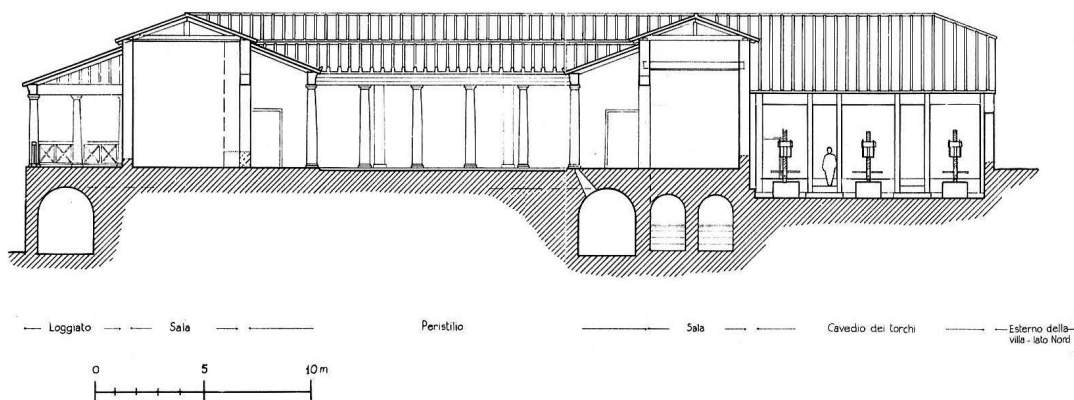 Loggiato
Sala
Peristilio
Sala
Cavedio dei torchi
Esterno della
villa - lato Nord
0 5 10 m